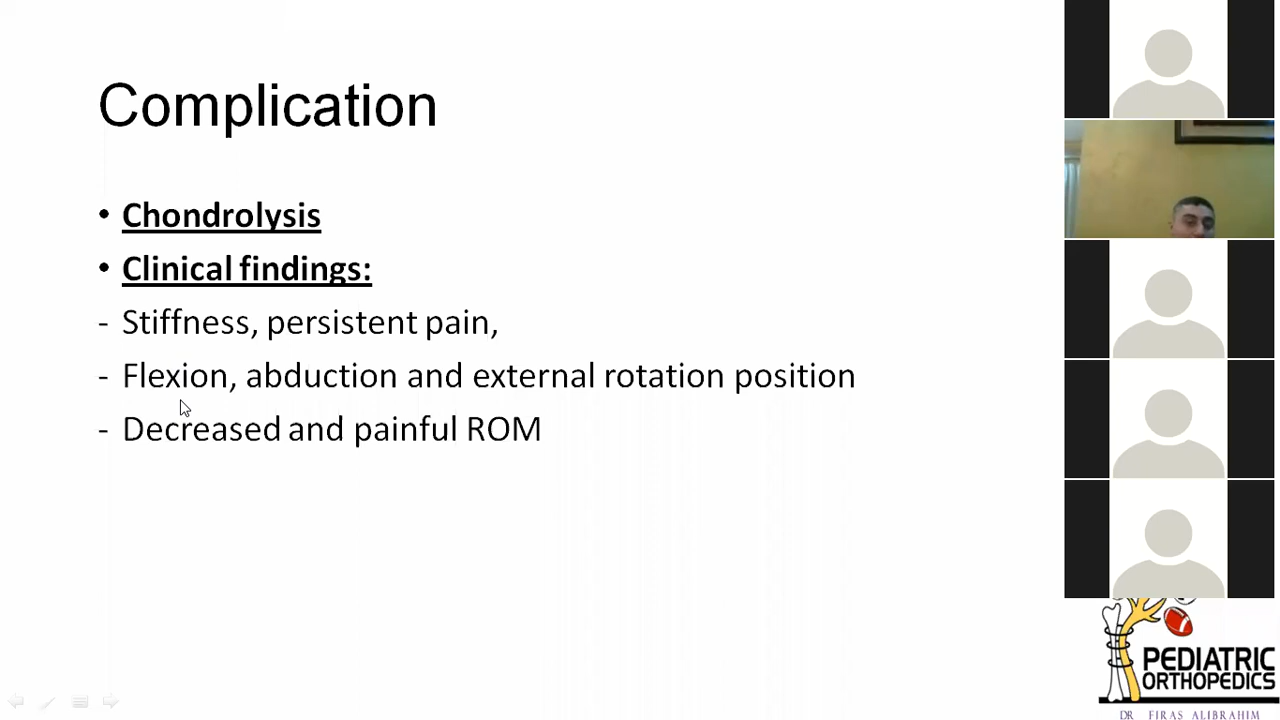 Complication
• Chondrolysis
• Clinical findings:
- Stiffness, persistent pain,
- Flexion, abduction and external rotation position
- Decreased and painful ROM
PEDIATRIC
ORTHOPEDICS
DR FIRAS ALIBRAHIM